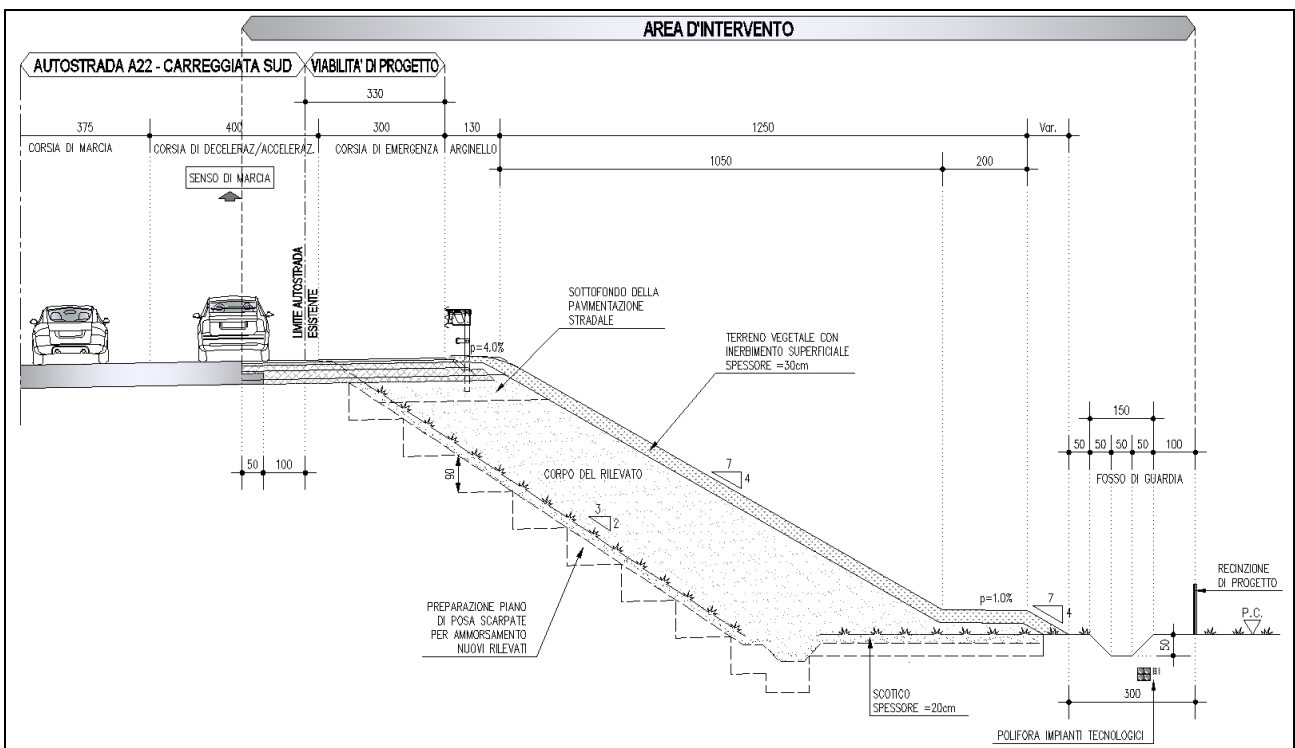 AREA D'INTERVENTO
AUTOSTRADA A22 - CARREGGIATA SUD
VIABILITA' DI PROGETTO
330
375
400
300
130
1250
Var.
CORSIA DI MARCIA
CORSIA DI DECELERAZ/ACCELERAZ.
CORSIA DI EMERGENZA
ARGINELLO
1050
200
SENSO DI MARCIA
LIMITE AUTOSTRADA
ESISTENTE
SOTTOFONDO DELLA
PAVIMENTAZIONE
STRADALE
p=4.0%
TERRENO VEGETALE CON
INERBIMENTO SUPERFICIALE
SPESSORE =30cm
150
50
50
50
50
100
FOSSO DI GUARDIA
50
100
90
CORPO DEL RILEVATO
7
4
3
2
RECINZIONE
DI PROGETTO
p=1.0%
7
4
P.C.
PREPARAZIONE PIANO
DI POSA SCARPATE
PER AMMORSAMENTO
NUOVI RILEVATI
50
SCOTICO
SPESSORE =20cm
300
POLIFORA IMPIANTI TECNOLOGICI